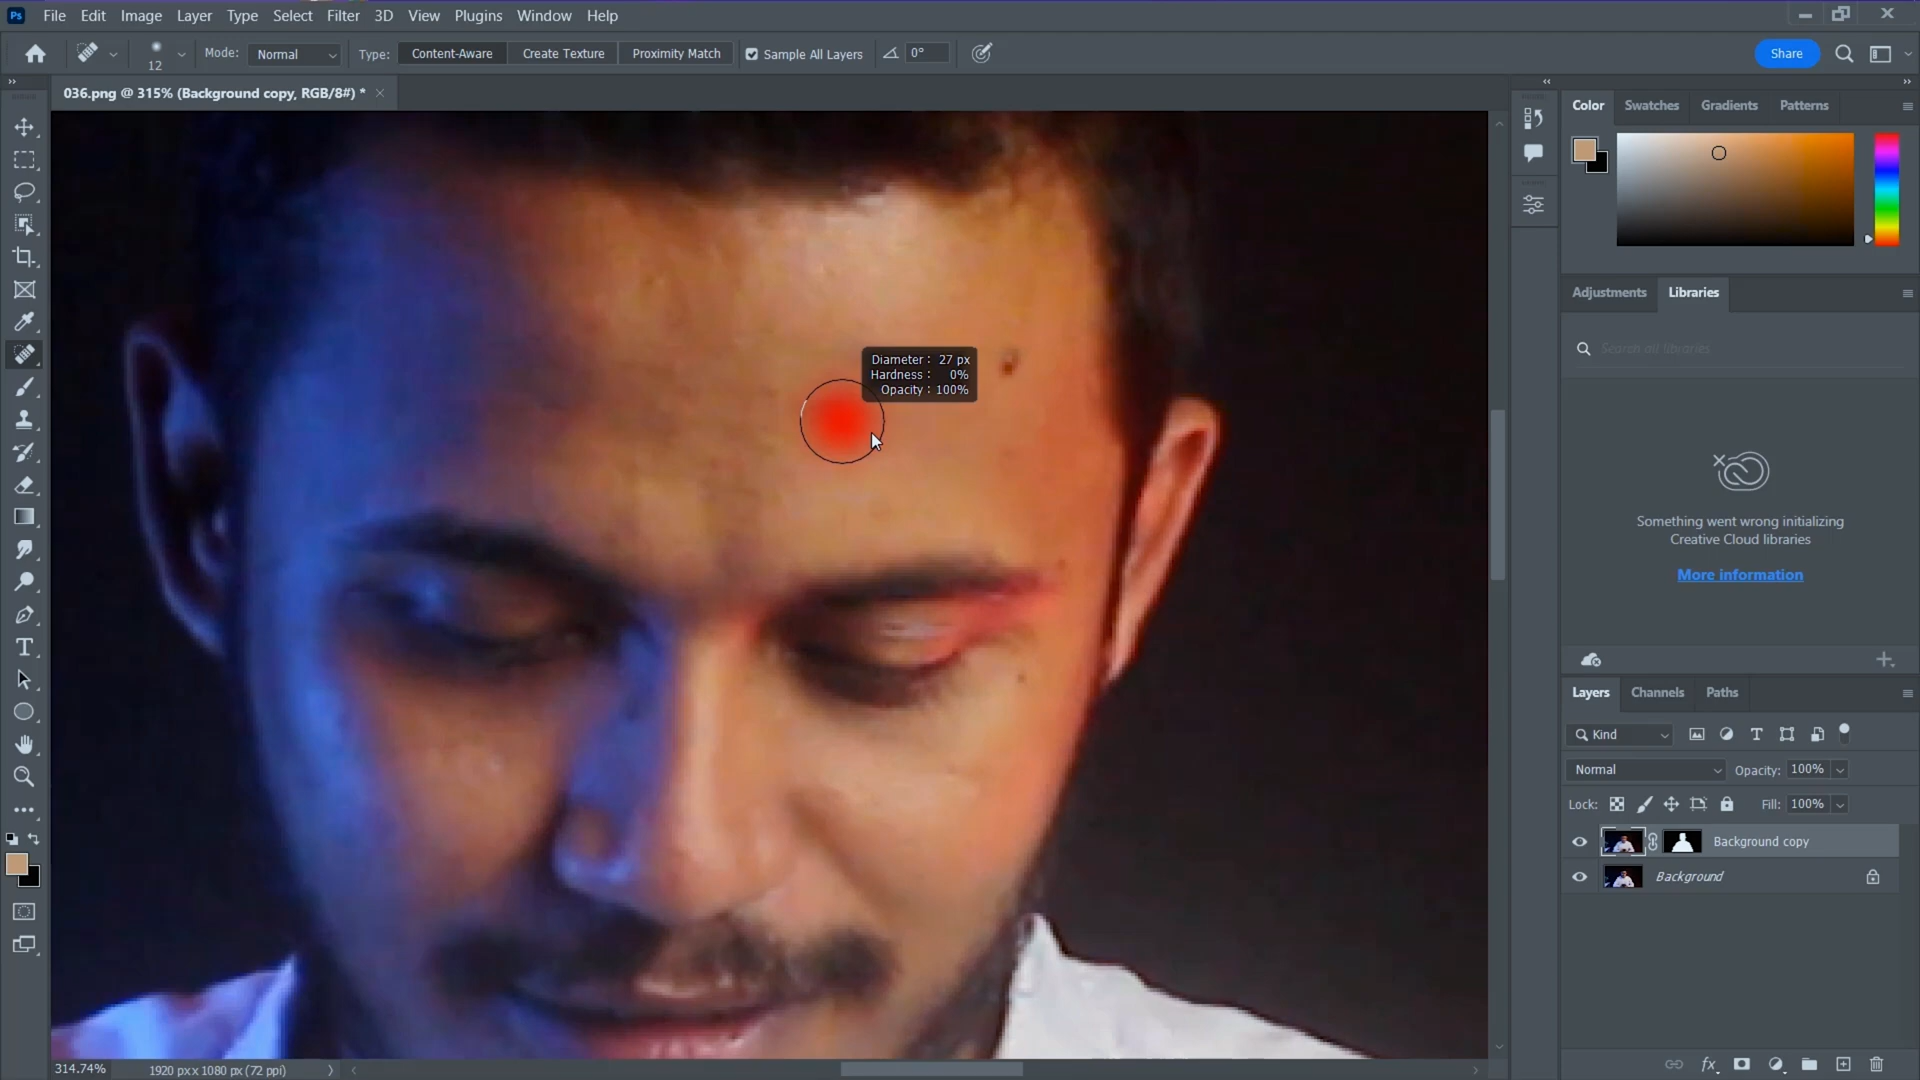 Ps File Edit Image Layer Type Select Filter 3D View Plugins Window Help
12 Mode: Normal Type: Content-Aware Create Texture Proximity Match Sample All Layers 0° Share
036.png @ 315% (Background copy, RGB/8#) *
Color Swatches Gradients Patterns
Adjustments Libraries
Search all libraries
Diameter : 27 px
Hardness : 0%
Opacity : 100%
Something went wrong initializing
Creative Cloud libraries
More information
Layers Channels Paths
Kind
Normal Opacity: 100%
Lock: Fill: 100%
Background copy
Background
314.74% 1920 px x 1080 px (72 ppi)